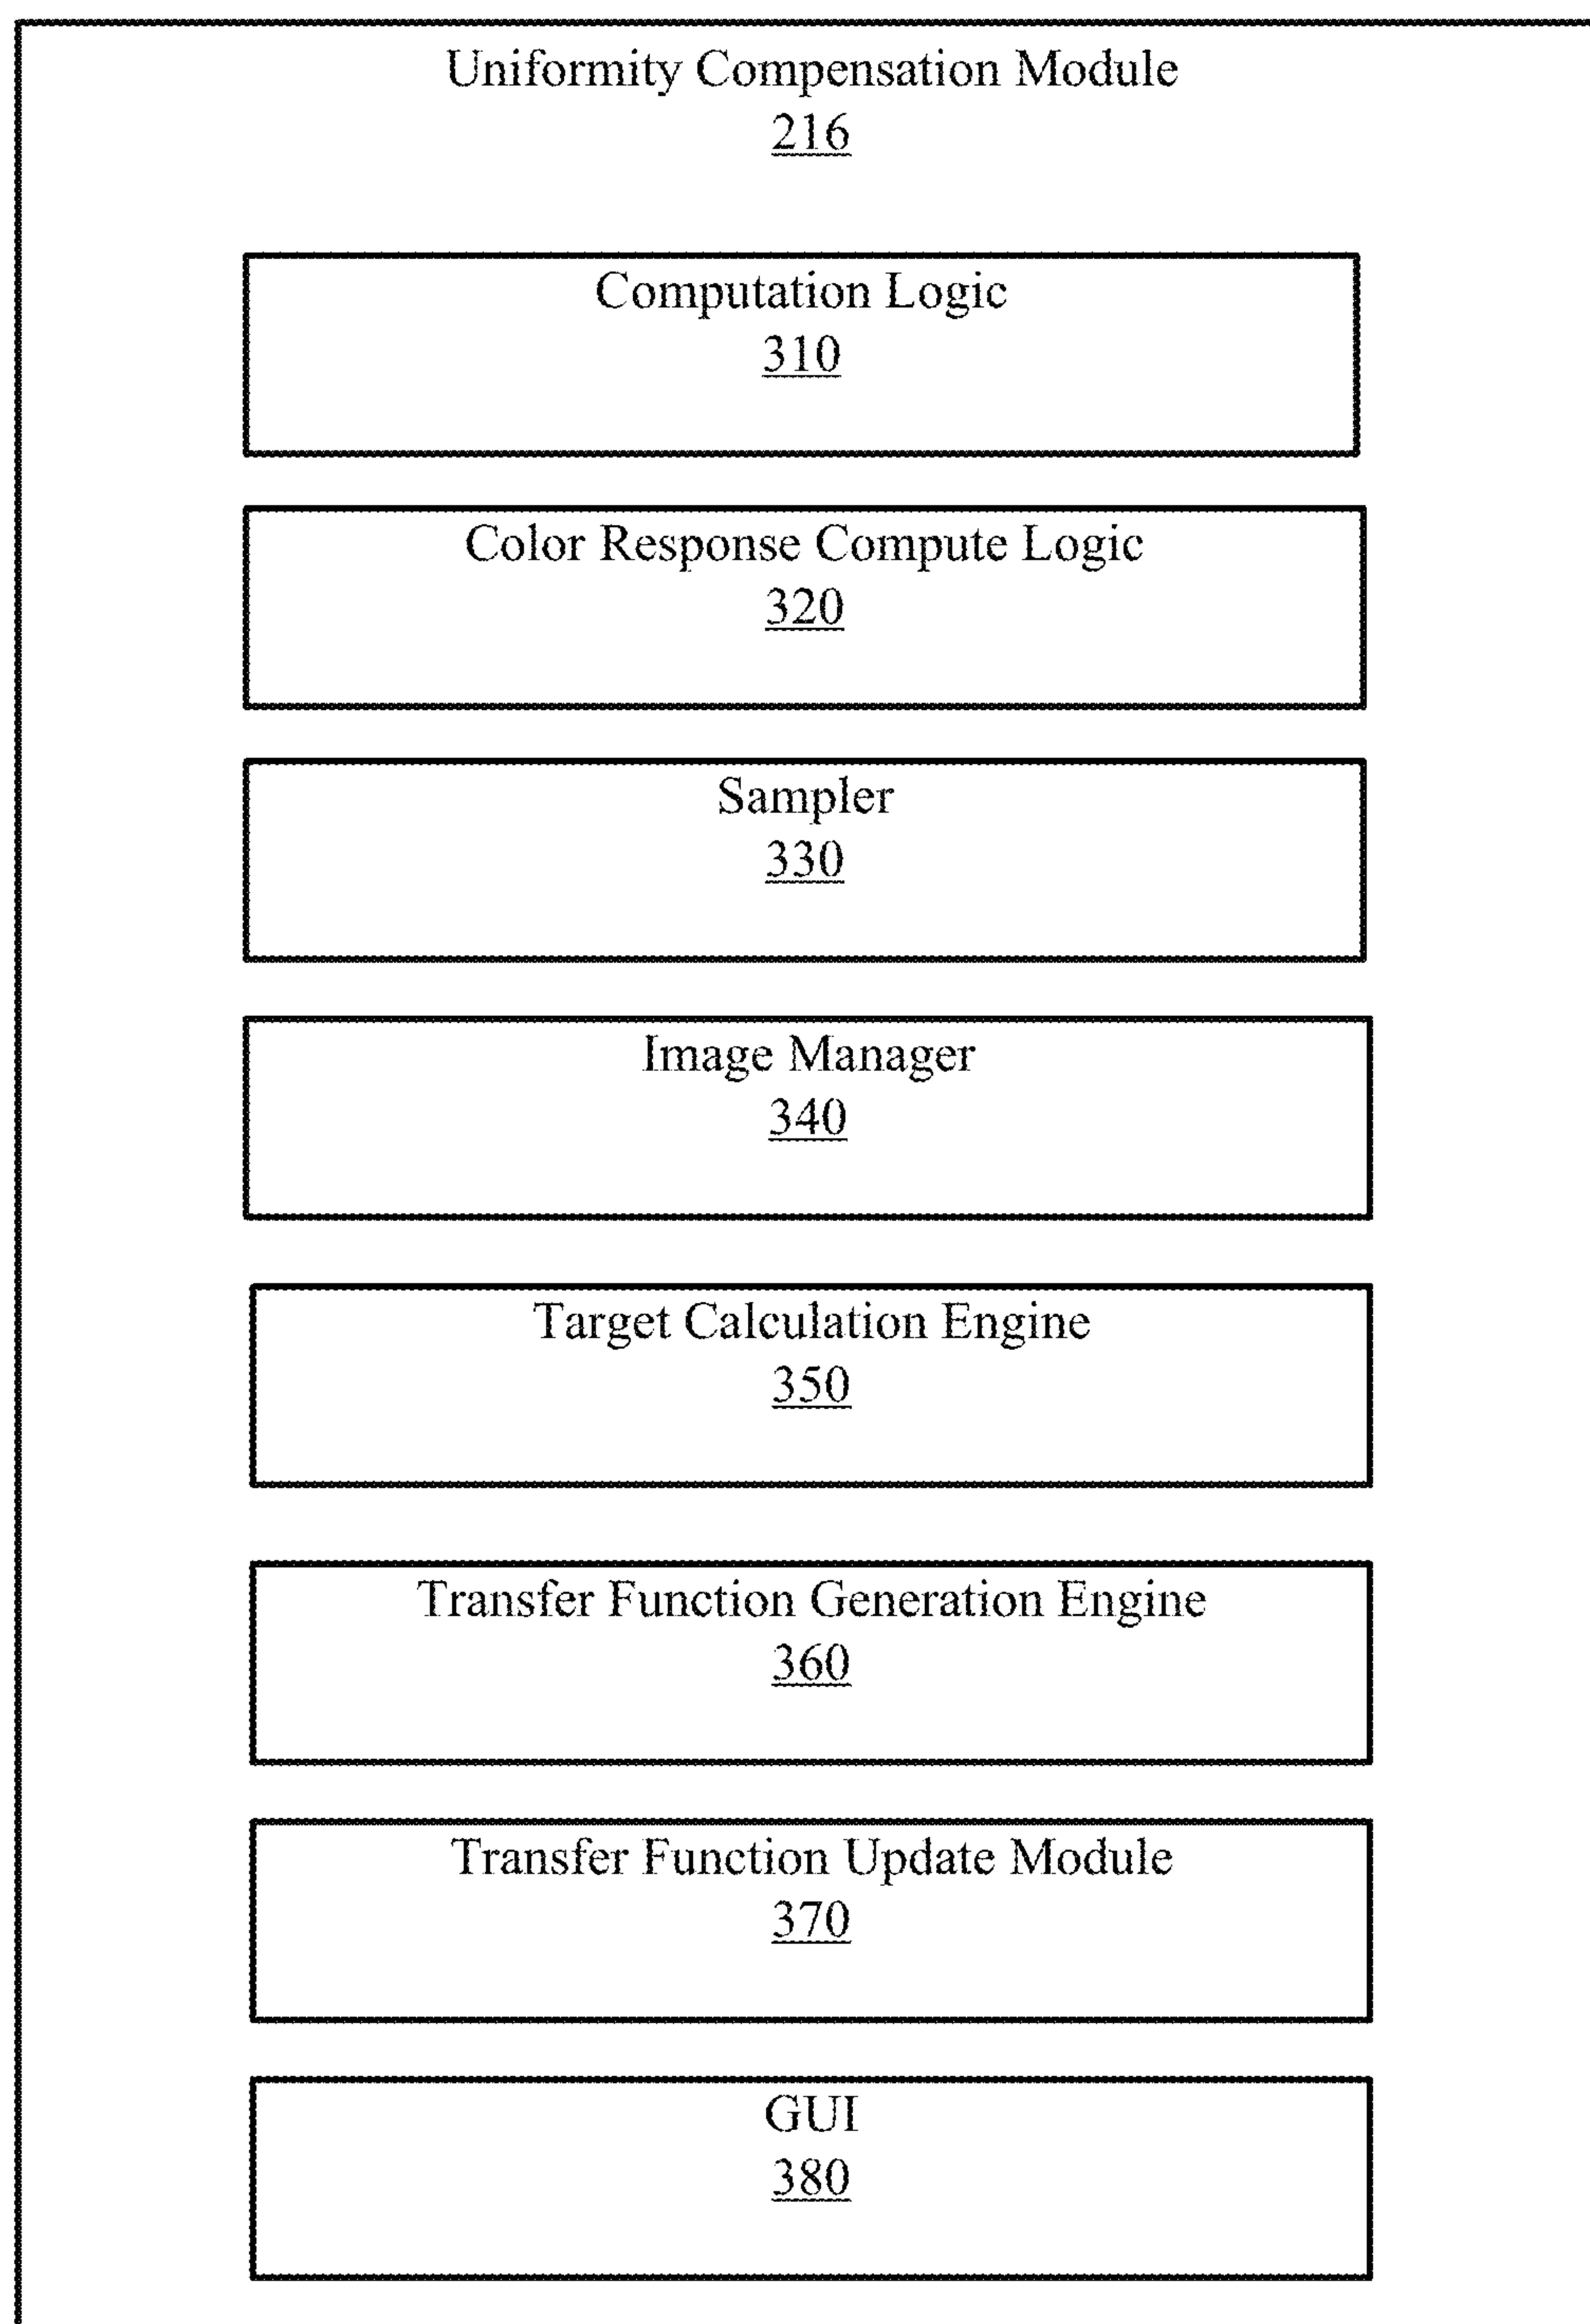 Uniformity Compensation Module
216
Computation Logic
310
Color Response Compute Logic
320
Sampler
330
Image Manager
340
Target Calculation Engine
350
Transfer Function Generation Engine
360
Transfer Function Update Module
370
GUI
380